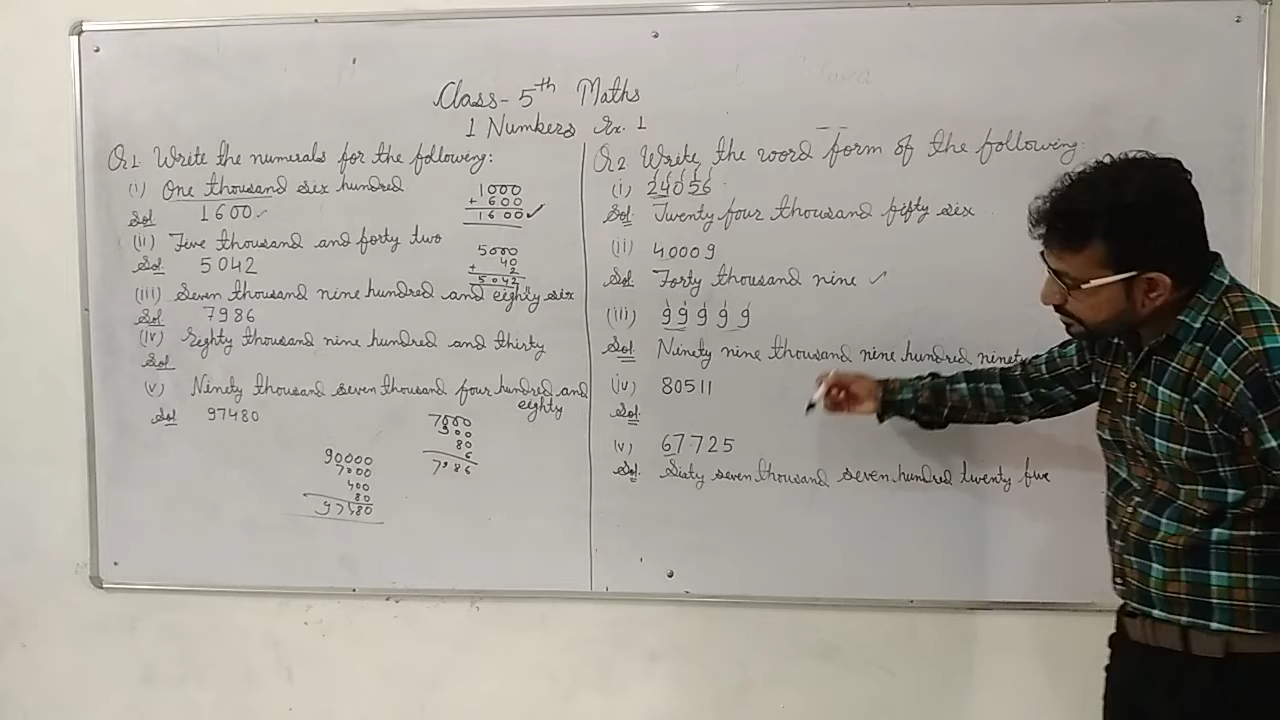 Class - 5th Maths
1 Numbers Ex. 1
Q1. Write the numerals for the following:
(i) One thousand six hundred
Sol 1600 ✓
1000
+ 600
1600 ✓
(ii) Five thousand and forty two
Sol. 5042
5000
40
+ 2
5042
(iii) Seven thousand nine hundred and eighty six
Sol. 7986
(iv) Eighty thousand nine hundred and thirty
Sol
(v) Ninety thousand seven thousand four hundred and
eighty
Sol 97480
7000
900
80
6
7986
90000
7000
400
80
97480
Q2 Write the word form of the following:
(i) 24056
Sol: Twenty four thousand fifty six
(ii) 40009
Sol. Forty thousand nine ✓
(iii) 99999
Sol. Ninety nine thousand nine hundred ninety
(iv) 80511
Sol.
(v) 67725
Sol. Sixty seven thousand seven hundred twenty five